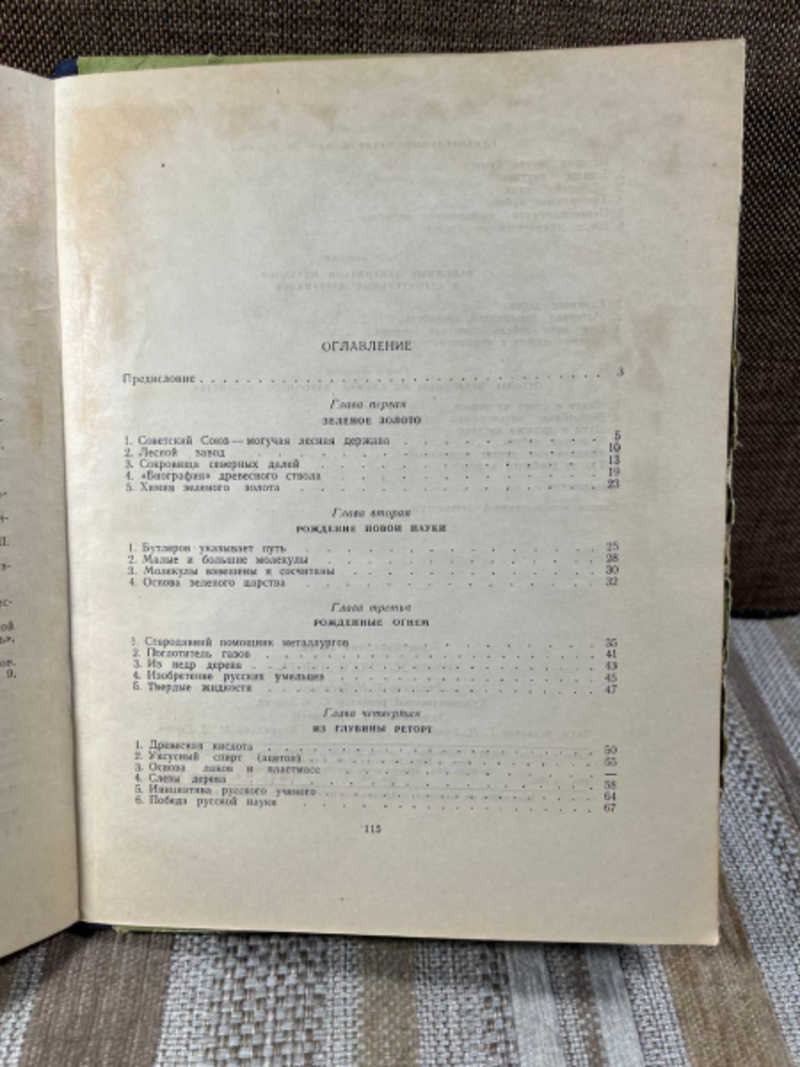 ОГЛАВЛЕНИЕ
Предисловие . . . . . . . . . . . . . . . . . . . . . . . . . . 3
Глава первая
ЗЕЛЕНОЕ ЗОЛОТО
1. Советский Союз — могучая лесная держава . . . . . . . . 5
2. Лесной завод . . . . . . . . . . . . . . 10
3. Сокровища северных далей . . . . . . . . . . . 13
4. «Биография» древесного ствола . . . . . . . . . . 19
5. Химия зеленого золота . . . . . . . . . . . . 23
Глава вторая
РОЖДЕНИЕ НОВОЙ НАУКИ
1. Бутлеров указывает путь . . . . . . . . . . . 25
2. Малые и большие молекулы . . . . . . . . . . 28
3. Молекулы взвешены и сосчитаны . . . . . . . . . 30
4. Основа зеленого царства . . . . . . . . . . . 32
Глава третья
РОЖДЕННЫЕ ОГНЕМ
1. Стародавний помощник металлургов . . . . . . . . . 35
2. Поглотитель газов . . . . . . . . . . . . . 41
3. Из недр дерева . . . . . . . . . . . . . . 43
4. Изобретение русских умельцев . . . . . . . . . . 45
5. Твердые жидкости . . . . . . . . . . . . . 47
Глава четвертая
ИЗ ГЛУБИНЫ РЕТОРТ
1. Древесная кислота . . . . . . . . . . . . . 50
2. Уксусный спирт (ацетон) . . . . . . . . . . . 55
3. Основа лаков и пластмасс . . . . . . . . . . . —
4. Слезы дерева . . . . . . . . . . . . . . 58
5. Инициатива русского ученого . . . . . . . . . . 64
6. Победа русской науки . . . . . . . . . . . . 67
115